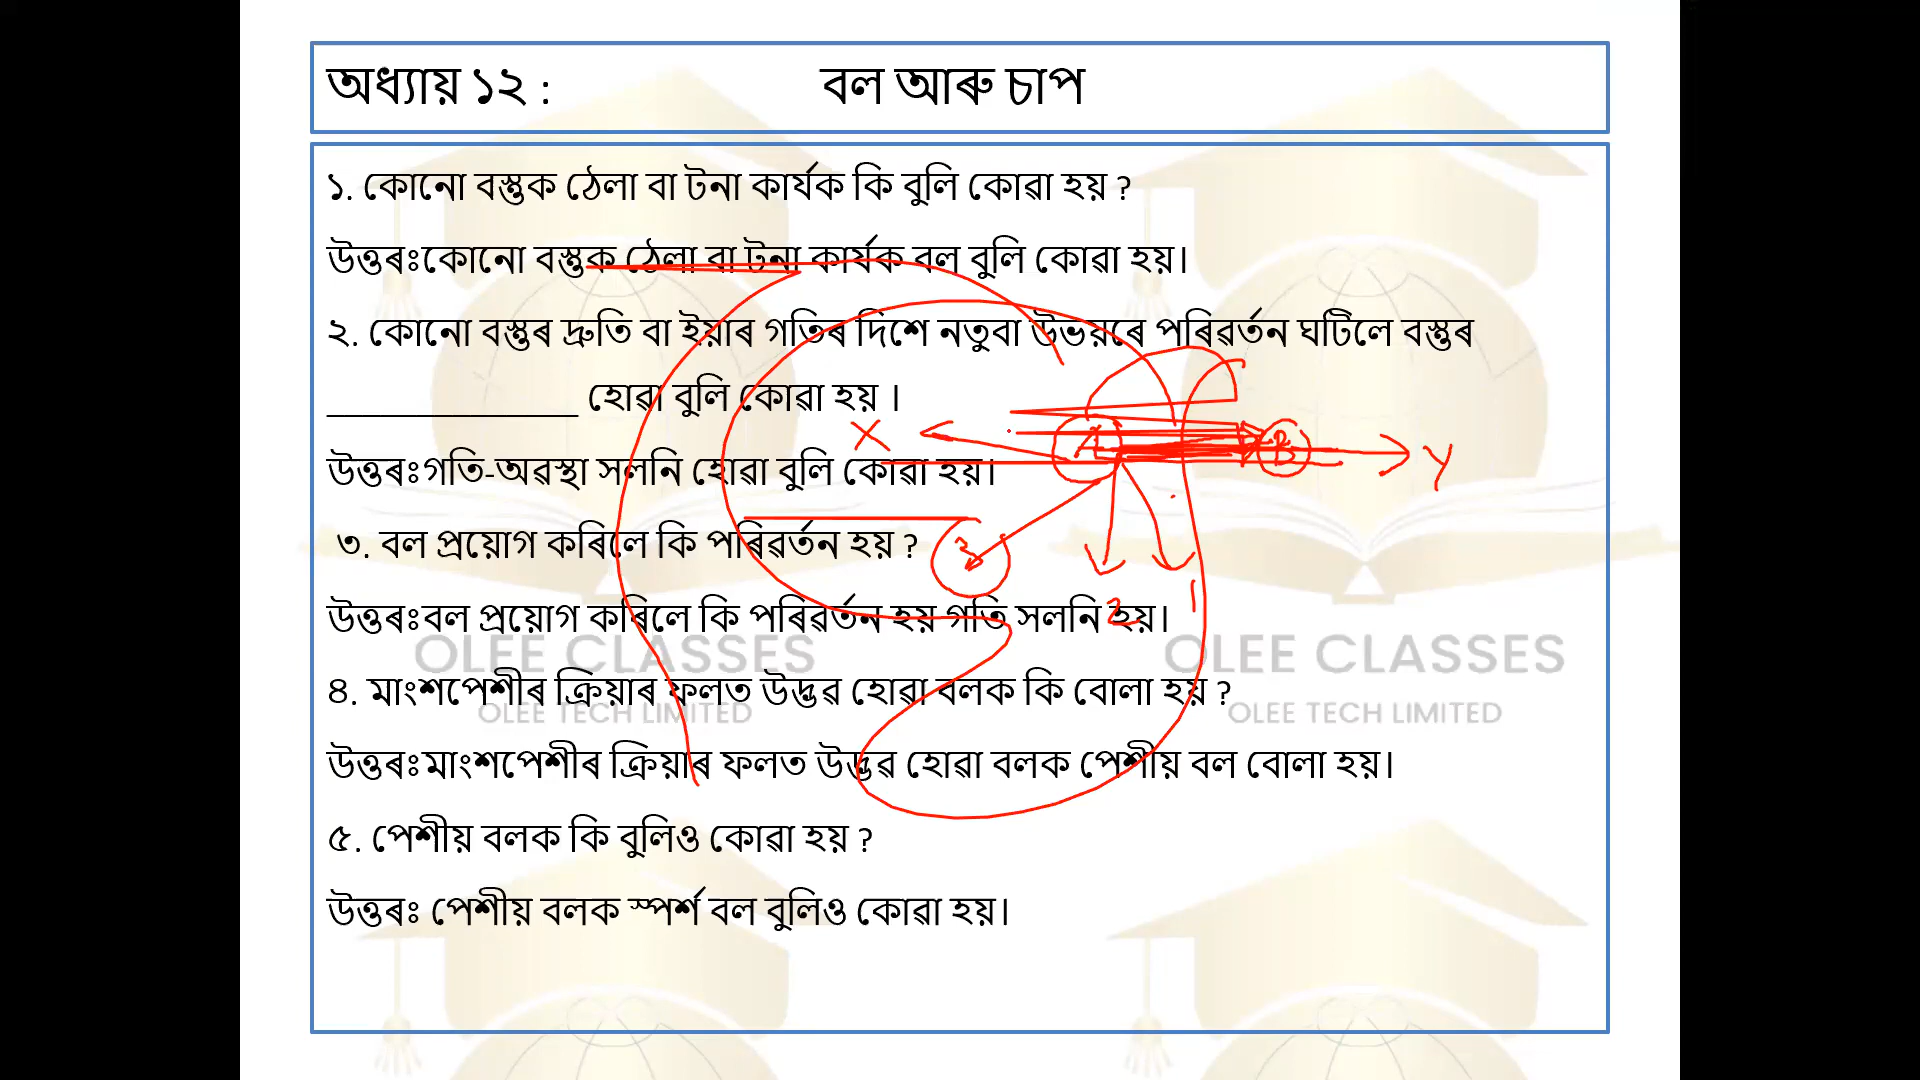 অধ্যায় ১২ : বল আৰু চাপ
১. কোনো বস্তুক ঠেলা বা টনা কাৰ্যক কি বুলি কোৱা হয় ?
উত্তৰঃকোনো বস্তুক ঠেলা বা টনা কাৰ্যক বল বুলি কোৱা হয়।
২. কোনো বস্তুৰ দ্ৰুতি বা ইয়াৰ গতিৰ দিশে নতুবা উভয়ৰে পৰিৱৰ্তন ঘটিলে বস্তুৰ
____________ হোৱা বুলি কোৱা হয় ।
X A B Y
উত্তৰঃগতি-অৱস্থা সলনি হোৱা বুলি কোৱা হয়।
৩. বল প্ৰয়োগ কৰিলে কি পৰিৱৰ্তন হয় ?
3
2 1
উত্তৰঃবল প্ৰয়োগ কৰিলে কি পৰিৱৰ্তন হয় গতি সলনি হয়।
OLEE CLASSES OLEE CLASSES
৪. মাংশপেশীৰ ক্ৰিয়াৰ ফলত উদ্ভৱ হোৱা বলক কি বোলা হয় ?
OLEE TECH LIMITED OLEE TECH LIMITED
উত্তৰঃমাংশপেশীৰ ক্ৰিয়াৰ ফলত উদ্ভৱ হোৱা বলক পেশীয় বল বোলা হয়।
৫. পেশীয় বলক কি বুলিও কোৱা হয় ?
উত্তৰঃ পেশীয় বলক স্পৰ্শ বল বুলিও কোৱা হয়।